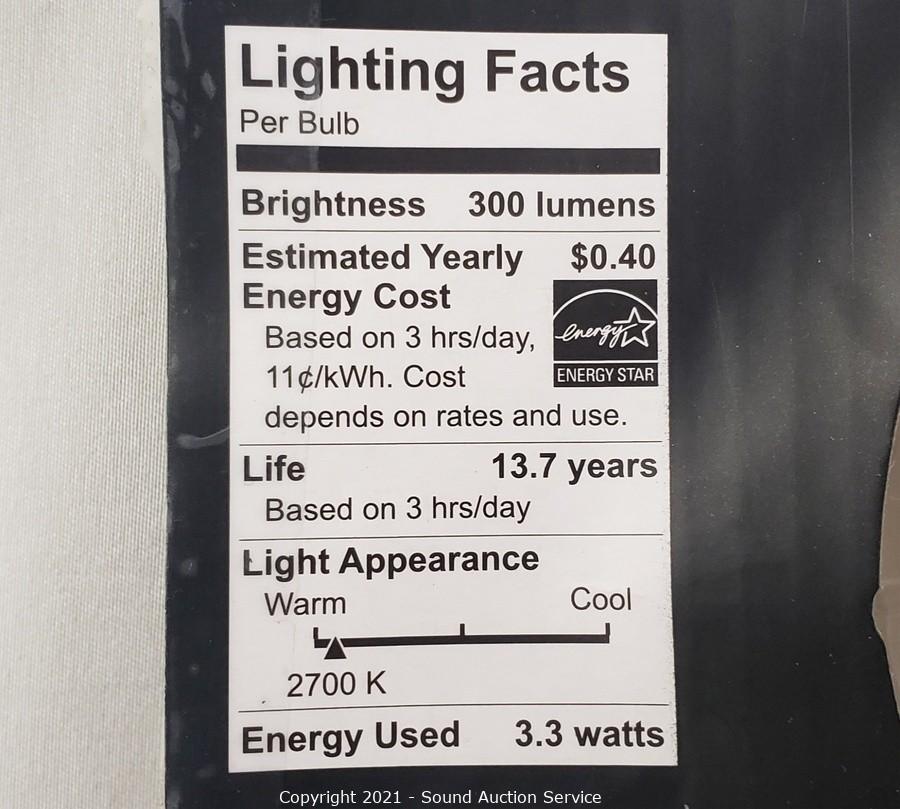 Lighting Facts
Per Bulb
Brightness 300 lumens
Estimated Yearly $0.40
Energy Cost
energy
Based on 3 hrs/day,
11¢/kWh. Cost
ENERGY STAR
depends on rates and use.
Life 13.7 years
Based on 3 hrs/day
Light Appearance
Warm Cool
2700 K
Energy Used 3.3 watts
Copyright 2021 - Sound Auction Service